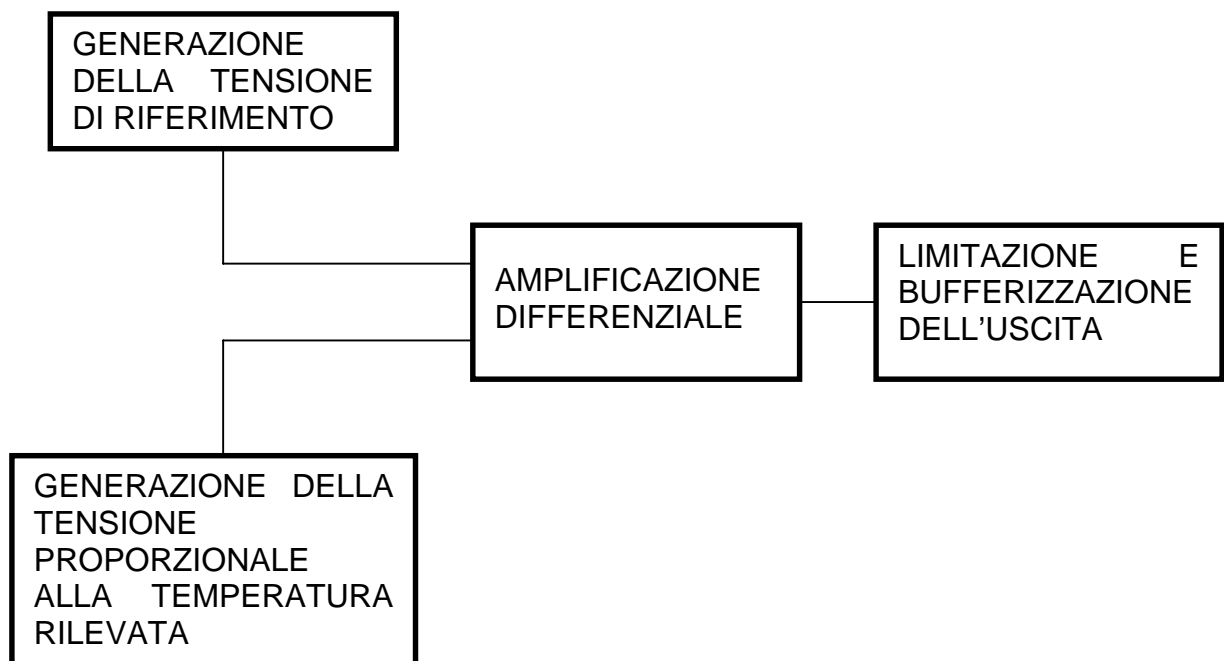 GENERAZIONE
DELLA TENSIONE
DI RIFERIMENTO
AMPLIFICAZIONE
DIFFERENZIALE
LIMITAZIONE E
BUFFERIZZAZIONE
DELL'USCITA
GENERAZIONE DELLA
TENSIONE
PROPORZIONALE
ALLA TEMPERATURA
RILEVATA